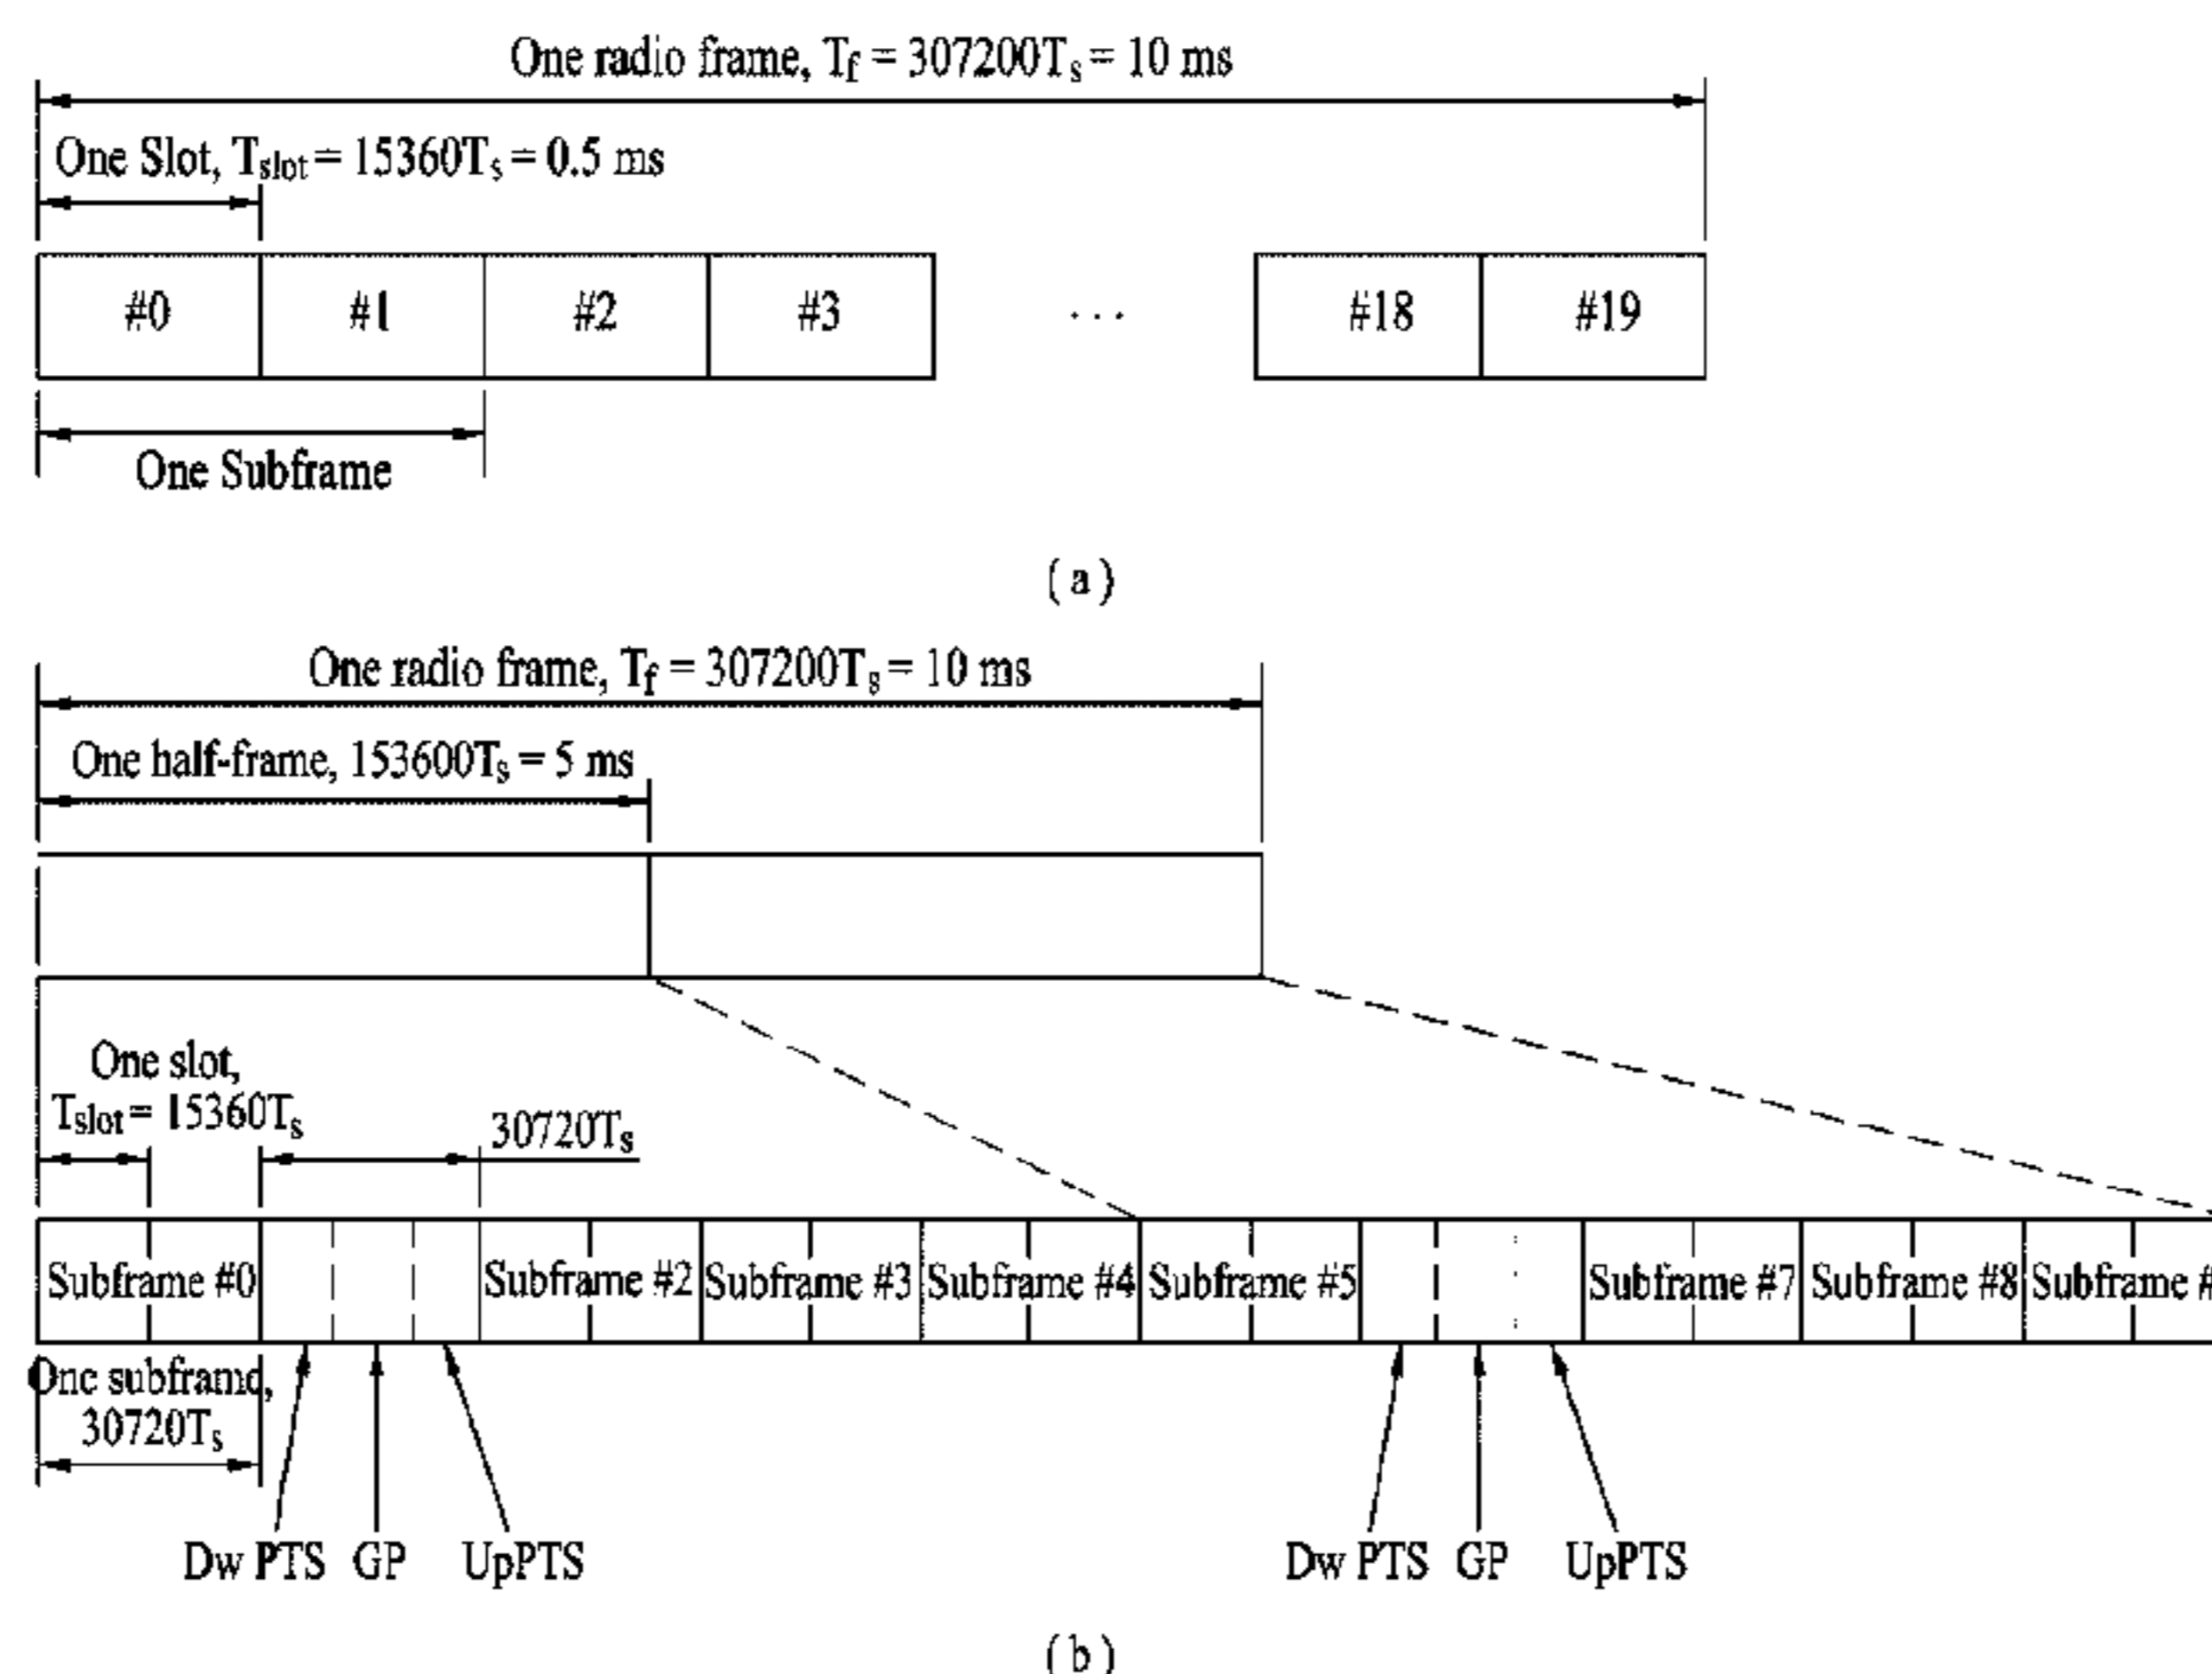 One radio frame, Tf = 307200Ts = 10 ms
One Slot, Tslot = 15360Ts = 0.5 ms
#0 #1 #2 #3 ... #18 #19
One Subframe
(a)
One radio frame, Tf = 307200Ts = 10 ms
One half-frame, 153600Ts = 5 ms
One slot,
Tslot = 15360Ts
30720Ts
Subframe #0 Subframe #2 Subframe #3 Subframe #4 Subframe #5 Subframe #7 Subframe #8 Subframe #
One subframe,
30720Ts
Dw PTS GP UpPTS Dw PTS GP UpPTS
(b)